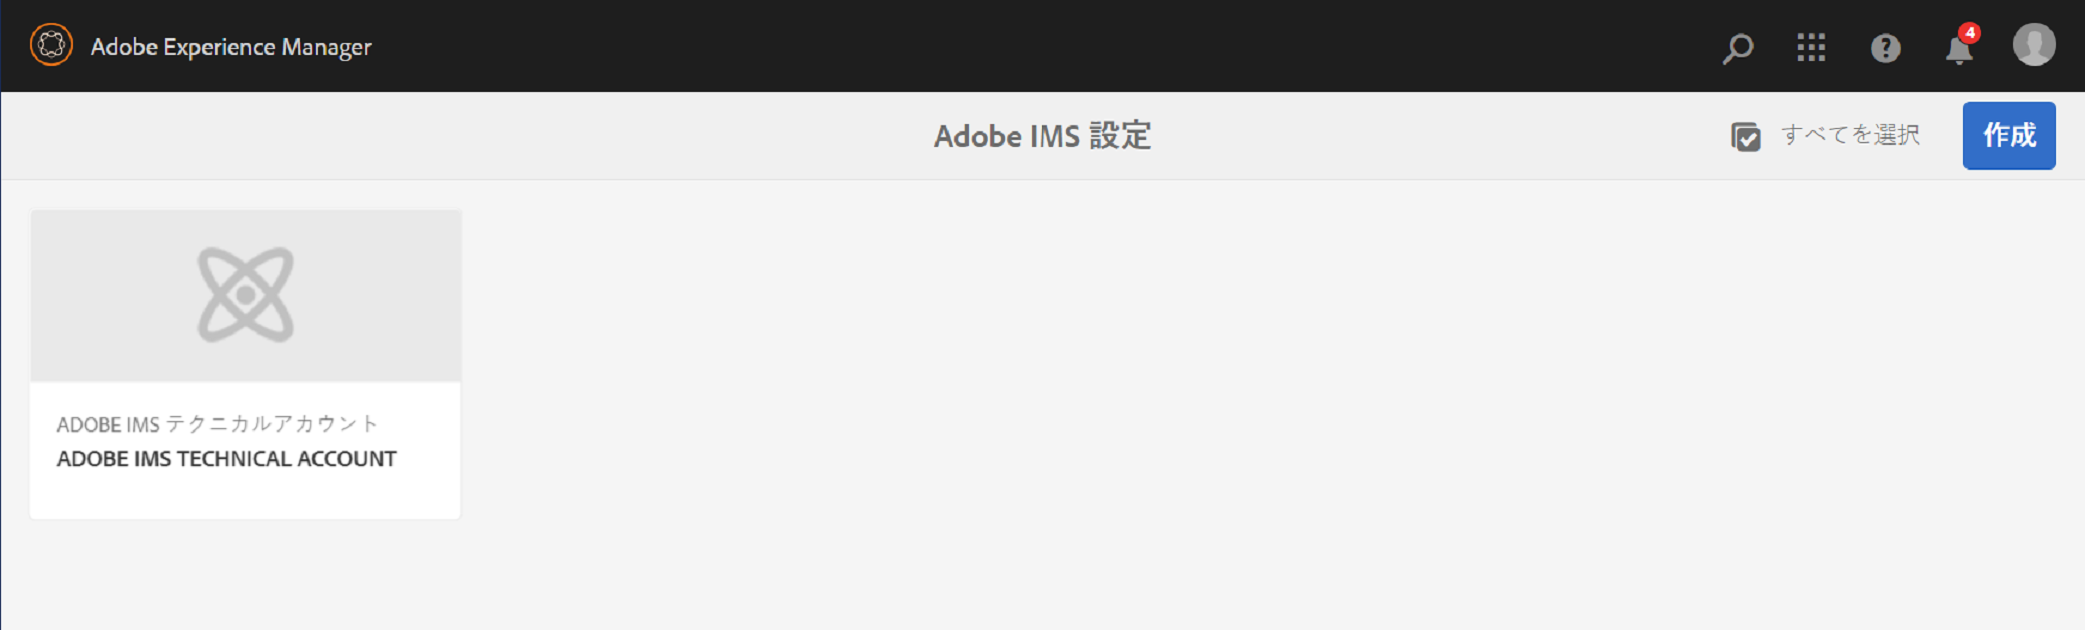 Adobe Experience Manager
4
Adobe IMS 設定
すべてを選択
作成
ADOBE IMS テクニカルアカウント
ADOBE IMS TECHNICAL ACCOUNT